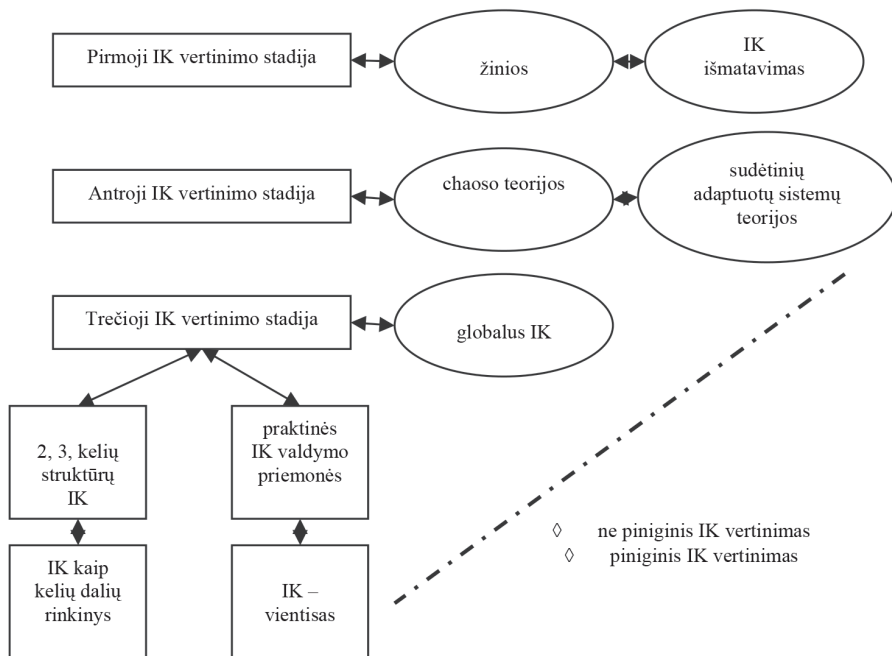 Pirmoji IK vertinimo stadija
žinios
IK
išmatavimas
Antroji IK vertinimo stadija
chaoso teorijos
sudėtinių
adaptuotų sistemų
teorijos
Trečioji IK vertinimo stadija
globalus IK
2, 3, kelių
struktūrų
IK
praktinės
IK valdymo
priemonės
IK kaip
kelių dalių
rinkinys
IK –
vientisas
◊ ne piniginis IK vertinimas
◊ piniginis IK vertinimas